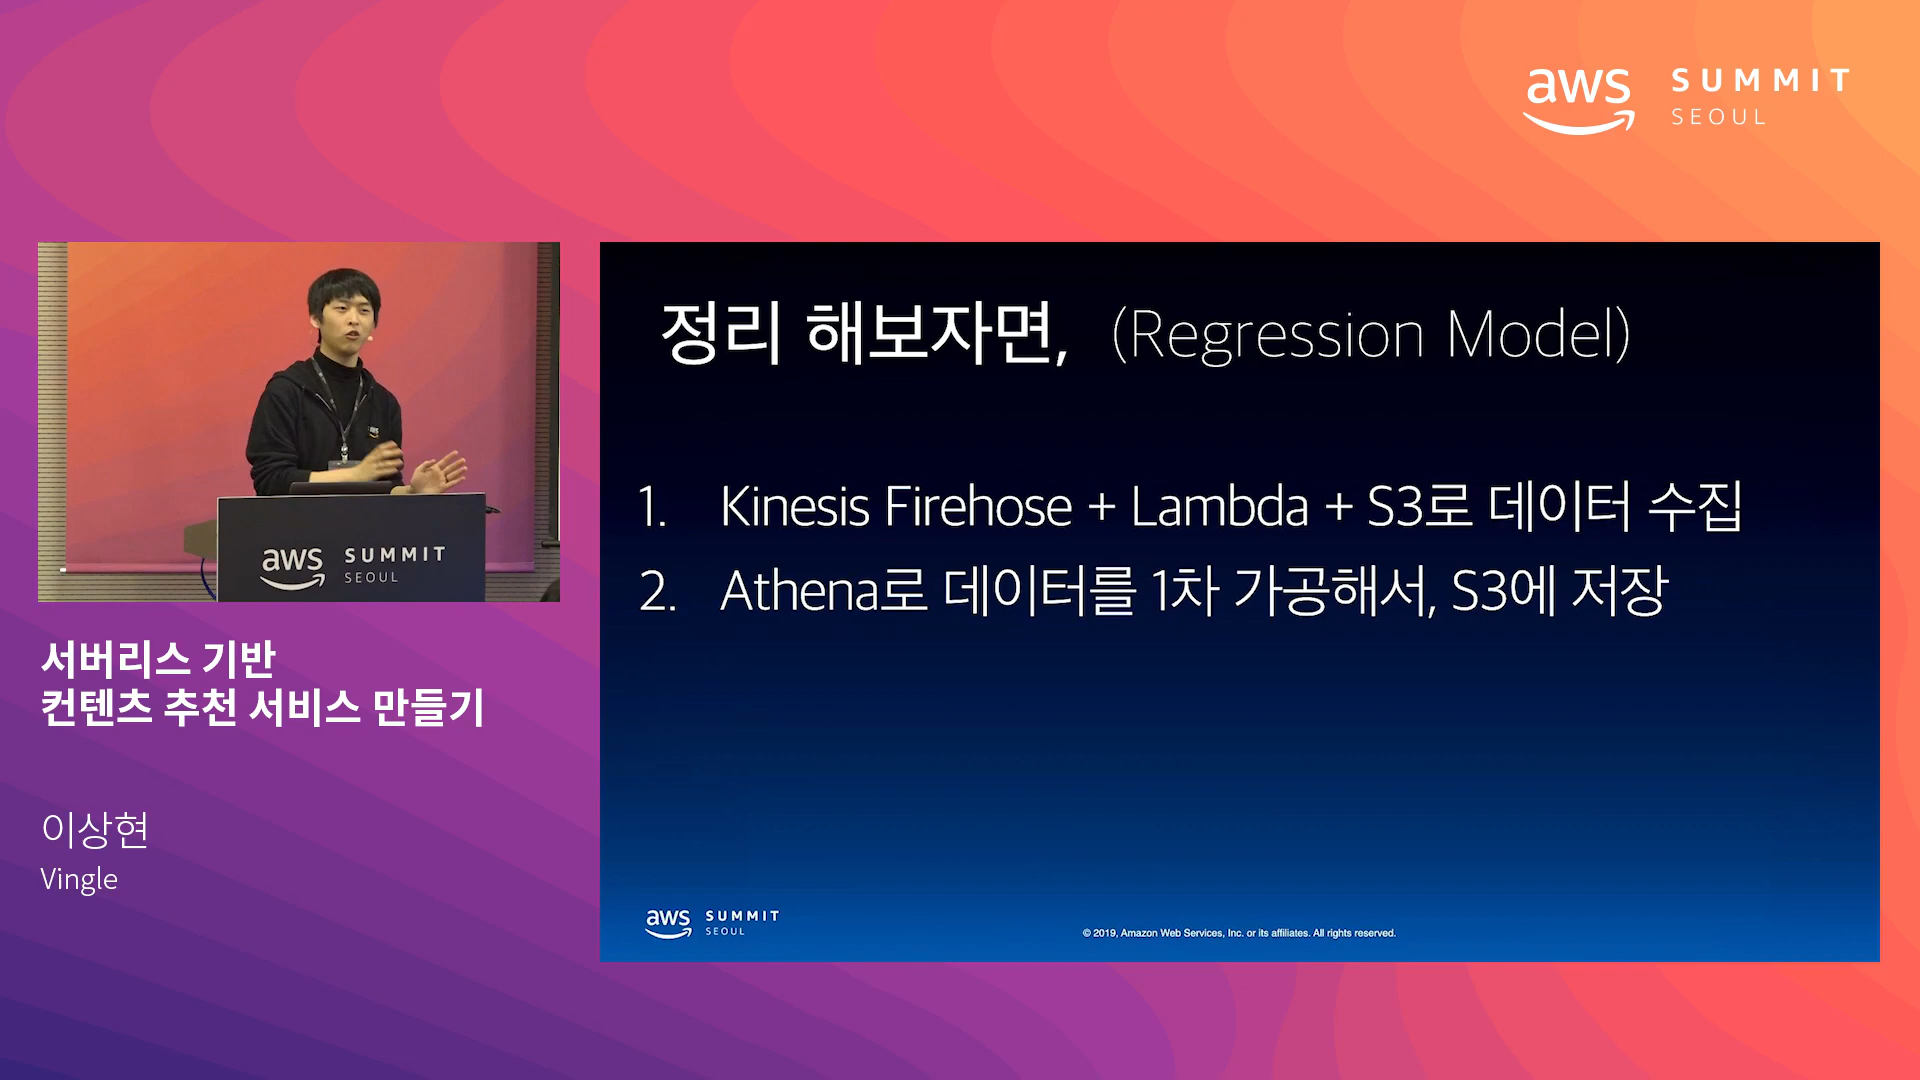 aws SUMMIT
SEOUL
aws SUMMIT
SEOUL
서버리스 기반
컨텐츠 추천 서비스 만들기
이상현
Vingle
정리 해보자면, (Regression Model)
1. Kinesis Firehose + Lambda + S3로 데이터 수집
2. Athena로 데이터를 1차 가공해서, S3에 저장
aws SUMMIT
SEOUL
© 2019, Amazon Web Services, Inc. or its affiliates. All rights reserved.